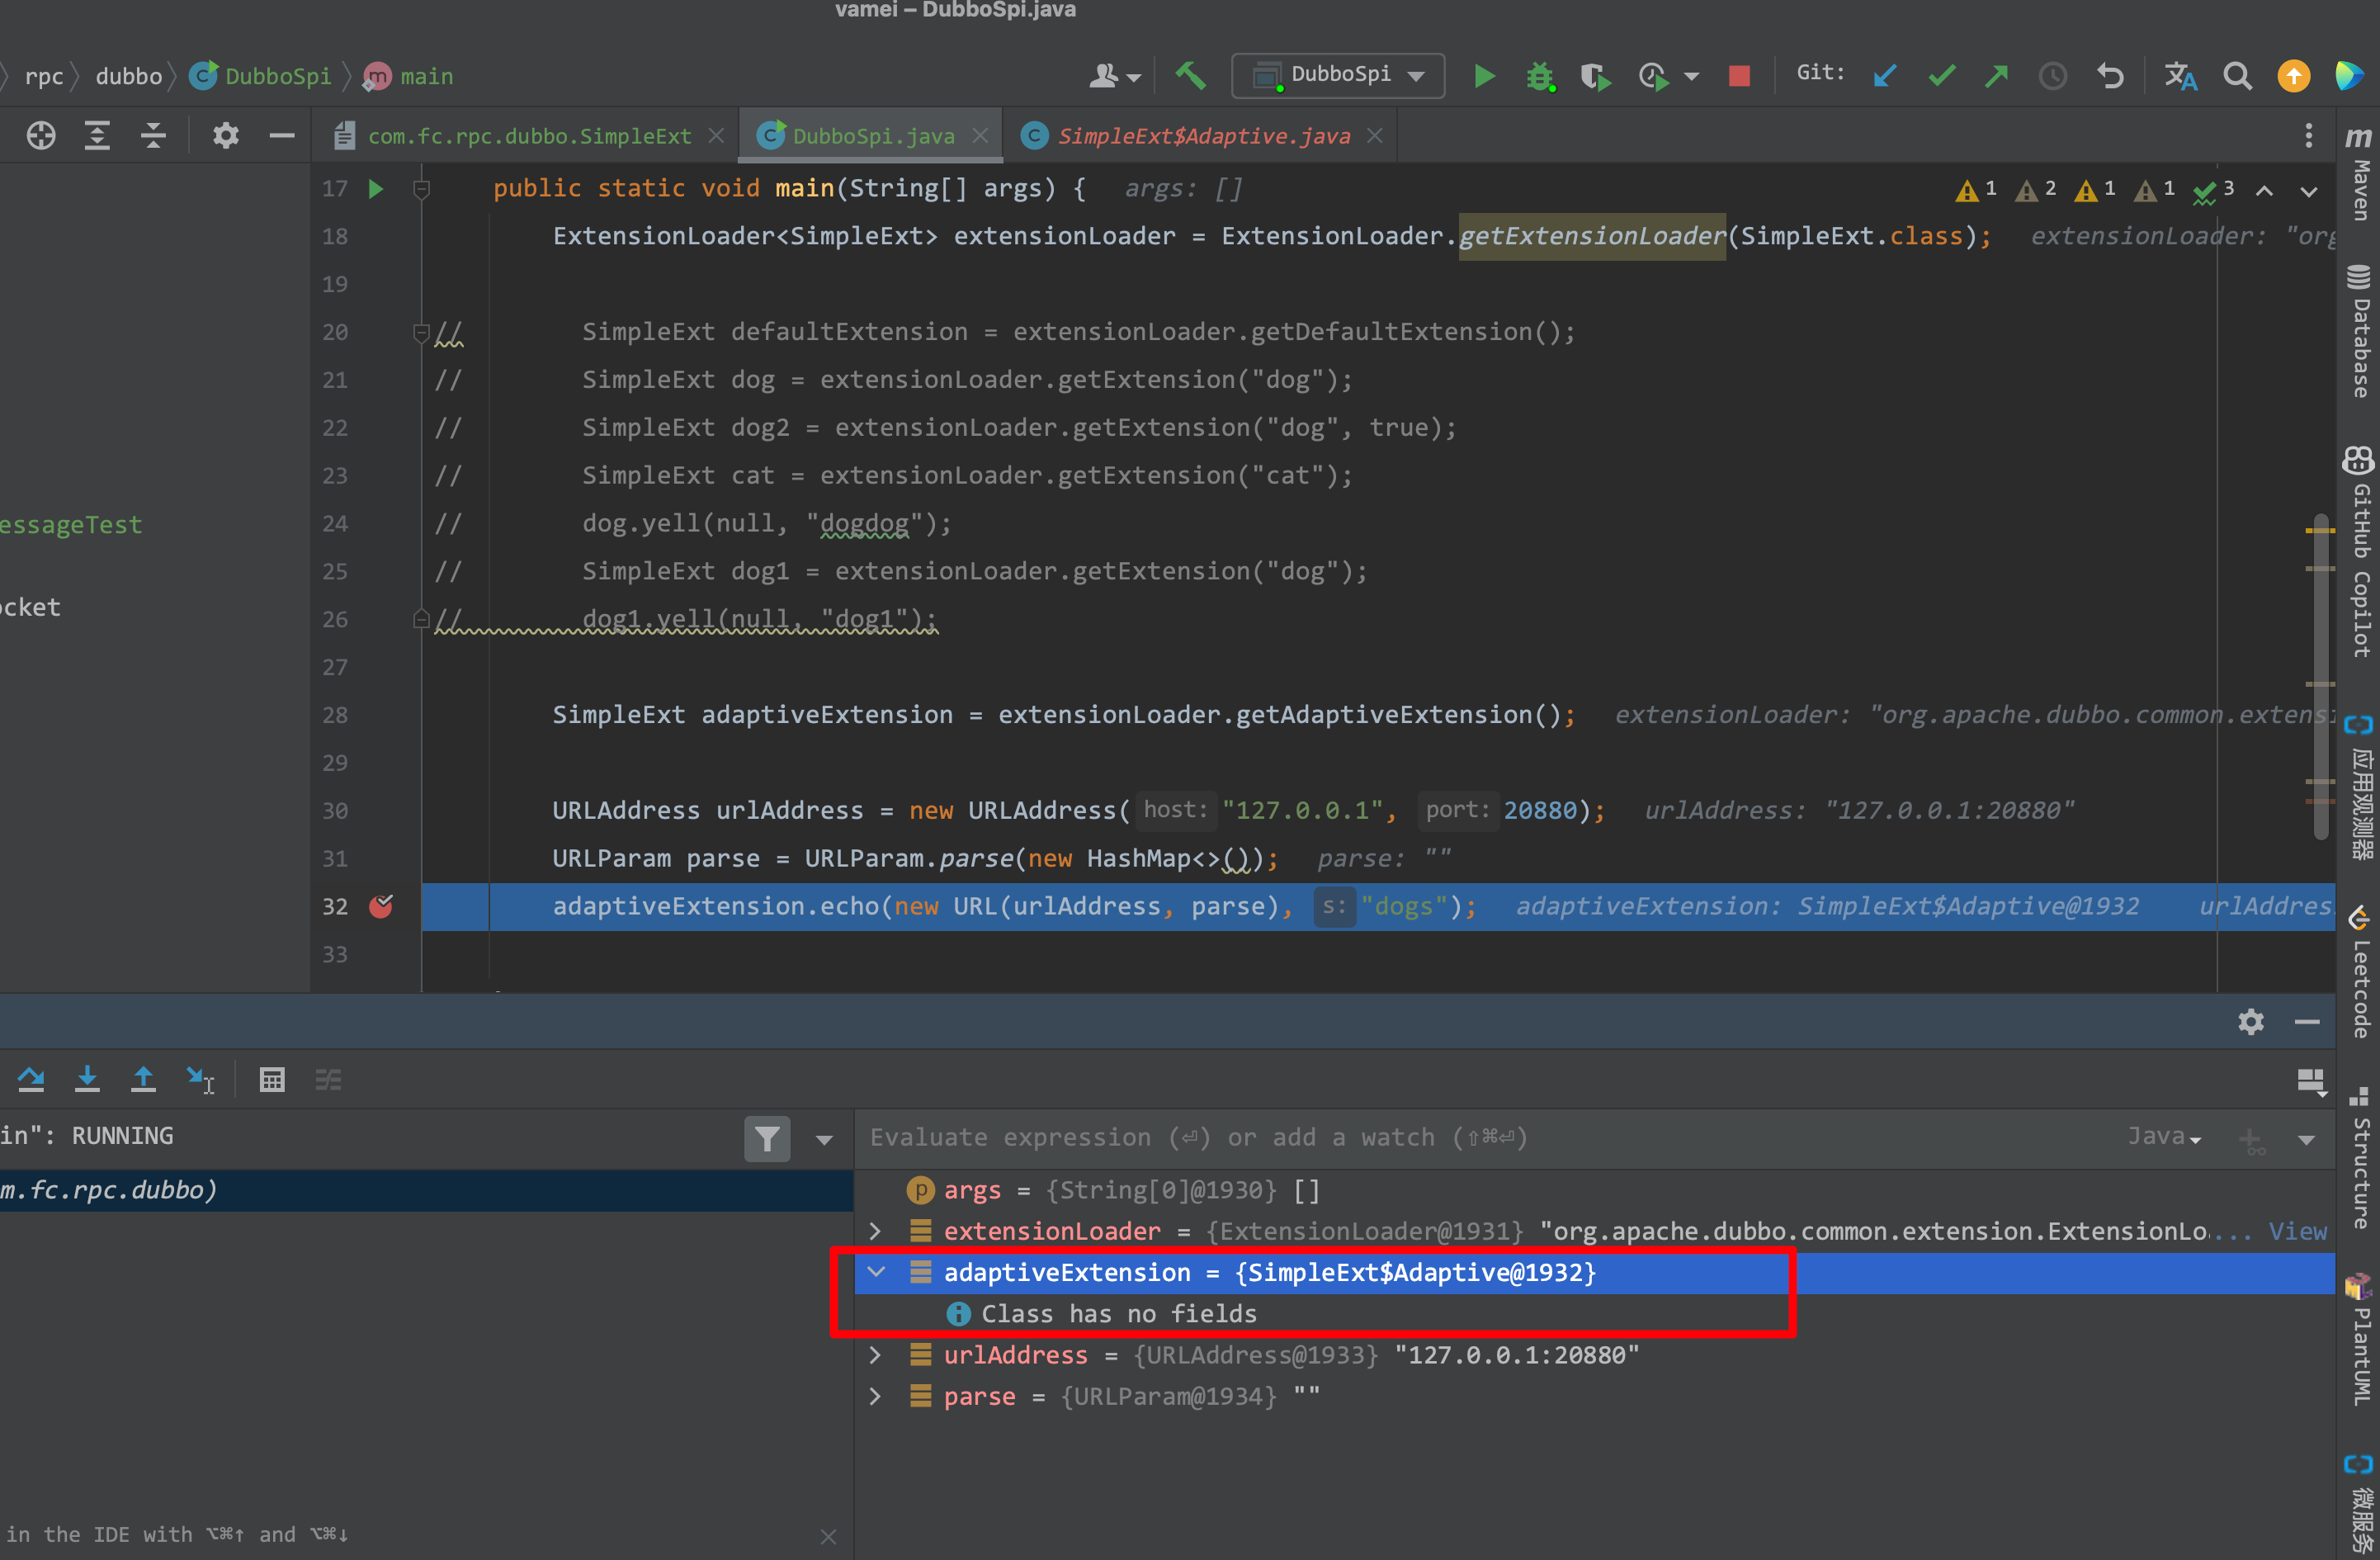 vamei – DubboSpi.java
rpc dubbo DubboSpi main
DubboSpi Git:
com.fc.rpc.dubbo.SimpleExt DubboSpi.java SimpleExt$Adaptive.java
17 public static void main(String[] args) { args: [] 1 2 1 1 3
18 ExtensionLoader<SimpleExt> extensionLoader = ExtensionLoader.getExtensionLoader(SimpleExt.class); extensionLoader: "org
19
20 // SimpleExt defaultExtension = extensionLoader.getDefaultExtension();
21 // SimpleExt dog = extensionLoader.getExtension("dog");
22 // SimpleExt dog2 = extensionLoader.getExtension("dog", true);
23 // SimpleExt cat = extensionLoader.getExtension("cat");
24 // dog.yell(null, "dogdog");
25 // SimpleExt dog1 = extensionLoader.getExtension("dog");
26 // dog1.yell(null, "dog1");
27
28 SimpleExt adaptiveExtension = extensionLoader.getAdaptiveExtension(); extensionLoader: "org.apache.dubbo.common.extensi
29
30 URLAddress urlAddress = new URLAddress( host: "127.0.0.1", port: 20880); urlAddress: "127.0.0.1:20880"
31 URLParam parse = URLParam.parse(new HashMap<>()); parse: ""
32 adaptiveExtension.echo(new URL(urlAddress, parse), s: "dogs"); adaptiveExtension: SimpleExt$Adaptive@1932 urlAddres
33
essageTest
ocket
in": RUNNING
m.fc.rpc.dubbo)
in the IDE with ⌥⌘↑ and ⌥⌘↓
Evaluate expression (⏎) or add a watch (⇧⌘⏎) Java
args = {String[0]@1930} []
extensionLoader = {ExtensionLoader@1931} "org.apache.dubbo.common.extension.ExtensionLo... View
adaptiveExtension = {SimpleExt$Adaptive@1932}
Class has no fields
urlAddress = {URLAddress@1933} "127.0.0.1:20880"
parse = {URLParam@1934} ""
Maven
Database
GitHub Copilot
应用观测器
Leetcode
Structure
PlantUML
微服务